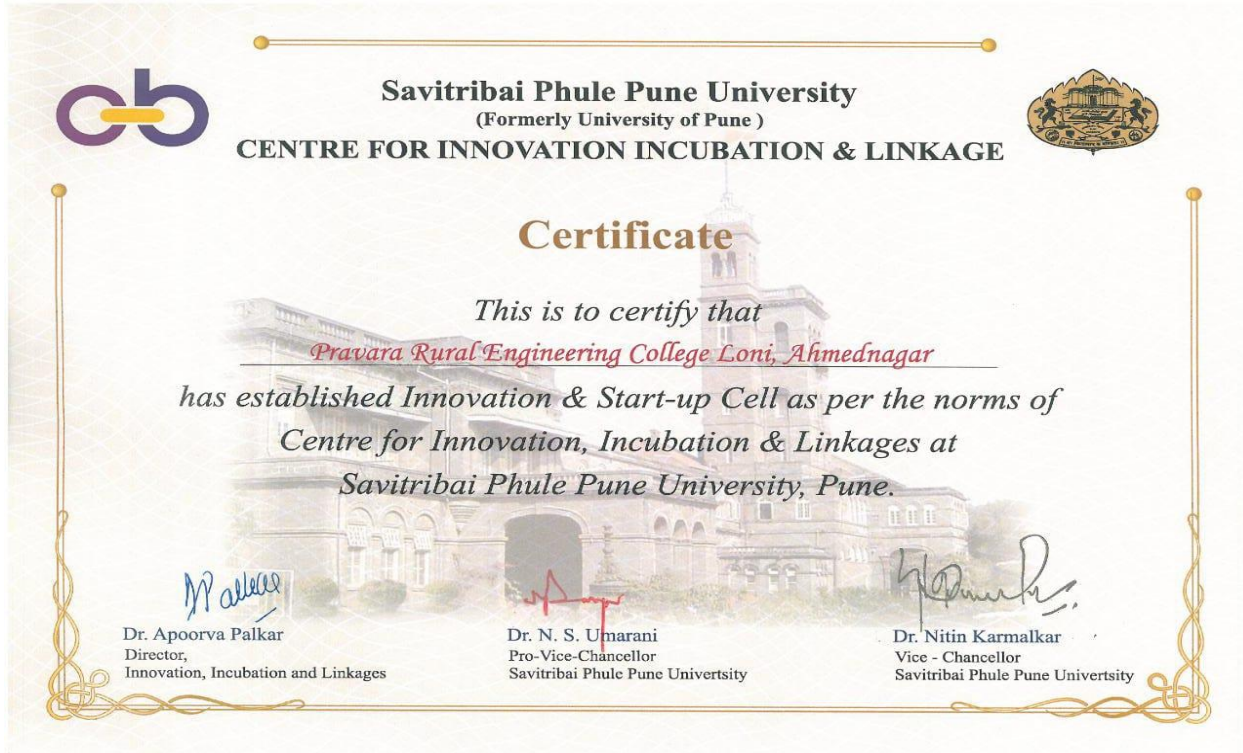 Savitribai Phule Pune University
(Formerly University of Pune )
CENTRE FOR INNOVATION INCUBATION & LINKAGE
Certificate
This is to certify that
Pravara Rural Engineering College Loni, Ahmednagar
has established Innovation & Start-up Cell as per the norms of
Centre for Innovation, Incubation & Linkages at
Savitribai Phule Pune University, Pune.
Dr. Apoorva Palkar
Director,
Innovation, Incubation and Linkages
Dr. N. S. Umarani
Pro-Vice-Chancellor
Savitribai Phule Pune Univertsity
Dr. Nitin Karmalkar
Vice - Chancellor
Savitribai Phule Pune Univertsity